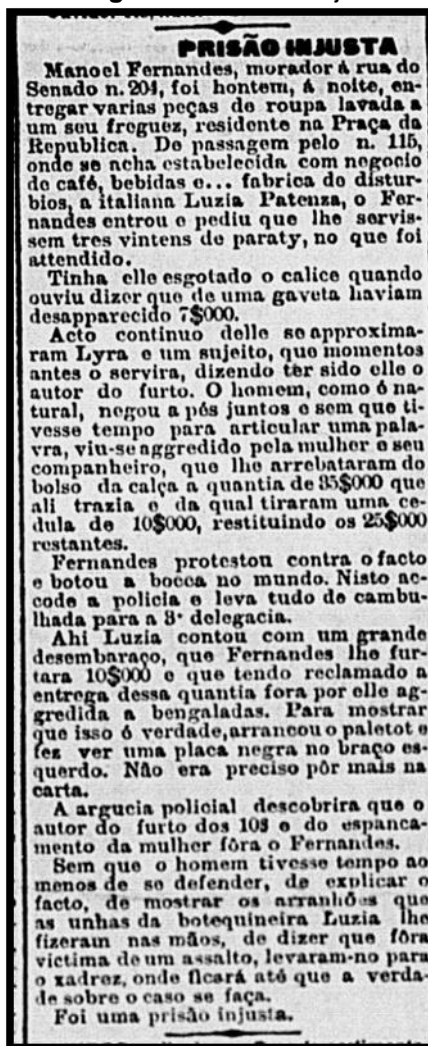 PRISÃO INJUSTA
Manoel Fernandes, morador á rua do
Senado n. 204, foi hontem, á noite, en-
tregar varias peças de roupa lavada a
um seu freguez, residente na Praça da
Republica. De passagem pelo n. 115,
onde se acha estabelecida com negocio
de café, bebidas e... fabrica de distur-
bios, a italiana Luzia Patenza, o Fer-
nandes entrou e pediu que lhe servis-
sem tres vintens de paraty, no que foi
attendido.
Tinha elle esgotado o calice quando
ouviu dizer que de uma gaveta haviam
desapparecido 7$000.
Acto continuo delle se approxima-
ram Lyra e um sujeito, que momentos
antes o servira, dizendo ter sido elle o
autor do furto. O homem, como é na-
tural, negou a pés juntos e sem que ti-
vesse tempo para articular uma pala-
vra, viu-se aggredido pela mulher e seu
companheiro, que lhe arrebataram do
bolso da calça a quantia de 35$000 que
ali trazia e da qual tiraram uma ce-
dula de 10$000, restituindo os 25$000
restantes.
Fernandes protestou contra o facto
e botou a bocca no mundo. Nisto ac-
code a policia e leva tudo de cambu-
lhada para a 3ª delegacia.
Ahi Luzia contou com um grande
desembaraço, que Fernandes lhe fur-
tara 10$000 e que tendo reclamado a
entrega dessa quantia fora por elle ag-
gredida a bengaladas. Para mostrar
que isso é verdade, arrancou o paletot e
fez ver uma placa negra no braço es-
querdo. Não era preciso pôr mais na
carta.
A argucia policial descobrira que o
autor do furto dos 10$ e do espanca-
mento da mulher fôra o Fernandes.
Sem que o homem tivesse tempo ao
menos de se defender, de explicar o
facto, de mostrar os arranhões que
as unhas da botequineira Luzia lhe
fizeram nas mãos, de dizer que fôra
victima de um assalto, levaram-no para
o xadrez, onde ficará até que a verda-
de sobre o caso se faça.
Foi uma prisão injusta.